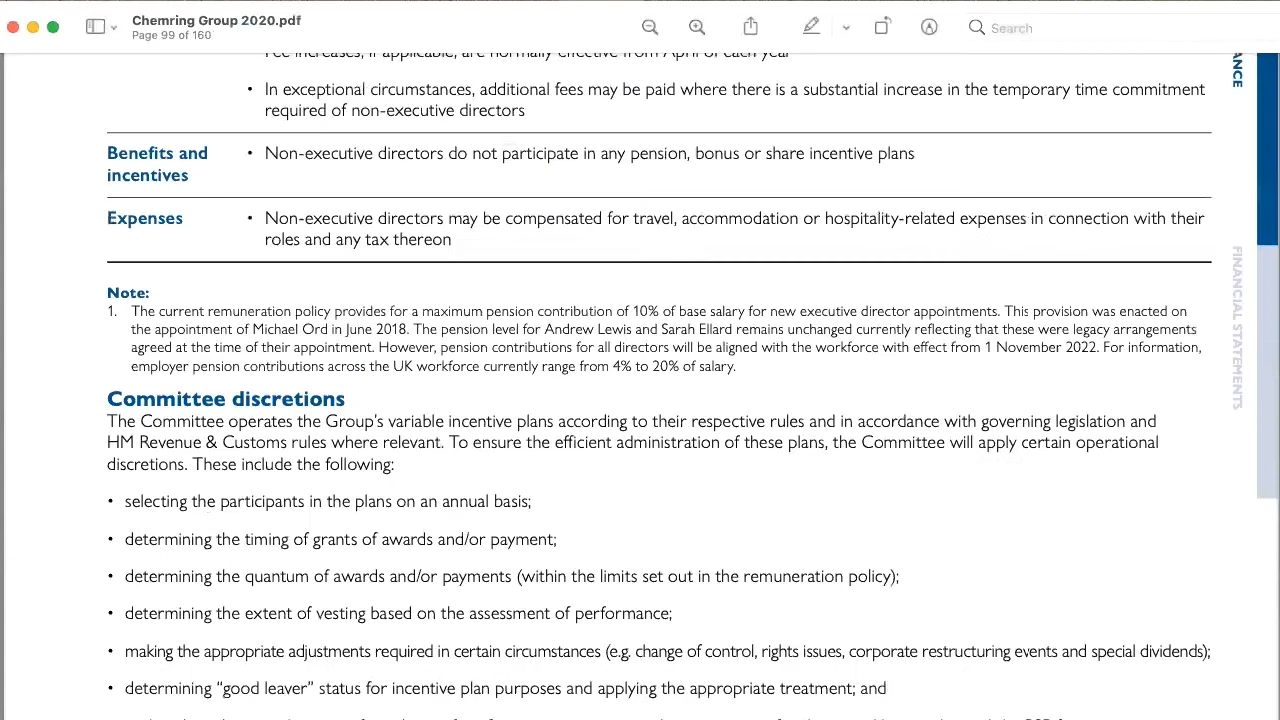 Chemring Group 2020.pdf
Page 99 of 160
Search
Fee increases, if applicable, are normally effective from April of each year
• In exceptional circumstances, additional fees may be paid where there is a substantial increase in the temporary time commitment
required of non-executive directors
Benefits and
incentives
• Non-executive directors do not participate in any pension, bonus or share incentive plans
Expenses
• Non-executive directors may be compensated for travel, accommodation or hospitality-related expenses in connection with their
roles and any tax thereon
Note:
1. The current remuneration policy provides for a maximum pension contribution of 10% of base salary for new executive director appointments. This provision was enacted on
the appointment of Michael Ord in June 2018. The pension level for Andrew Lewis and Sarah Ellard remains unchanged currently reflecting that these were legacy arrangements
agreed at the time of their appointment. However, pension contributions for all directors will be aligned with the workforce with effect from 1 November 2022. For information,
employer pension contributions across the UK workforce currently range from 4% to 20% of salary.
Committee discretions
The Committee operates the Group's variable incentive plans according to their respective rules and in accordance with governing legislation and
HM Revenue & Customs rules where relevant. To ensure the efficient administration of these plans, the Committee will apply certain operational
discretions. These include the following:
• selecting the participants in the plans on an annual basis;
• determining the timing of grants of awards and/or payment;
• determining the quantum of awards and/or payments (within the limits set out in the remuneration policy);
• determining the extent of vesting based on the assessment of performance;
• making the appropriate adjustments required in certain circumstances (e.g. change of control, rights issues, corporate restructuring events and special dividends);
• determining "good leaver" status for incentive plan purposes and applying the appropriate treatment; and
ANCE
FINANCIAL STATEMENTS